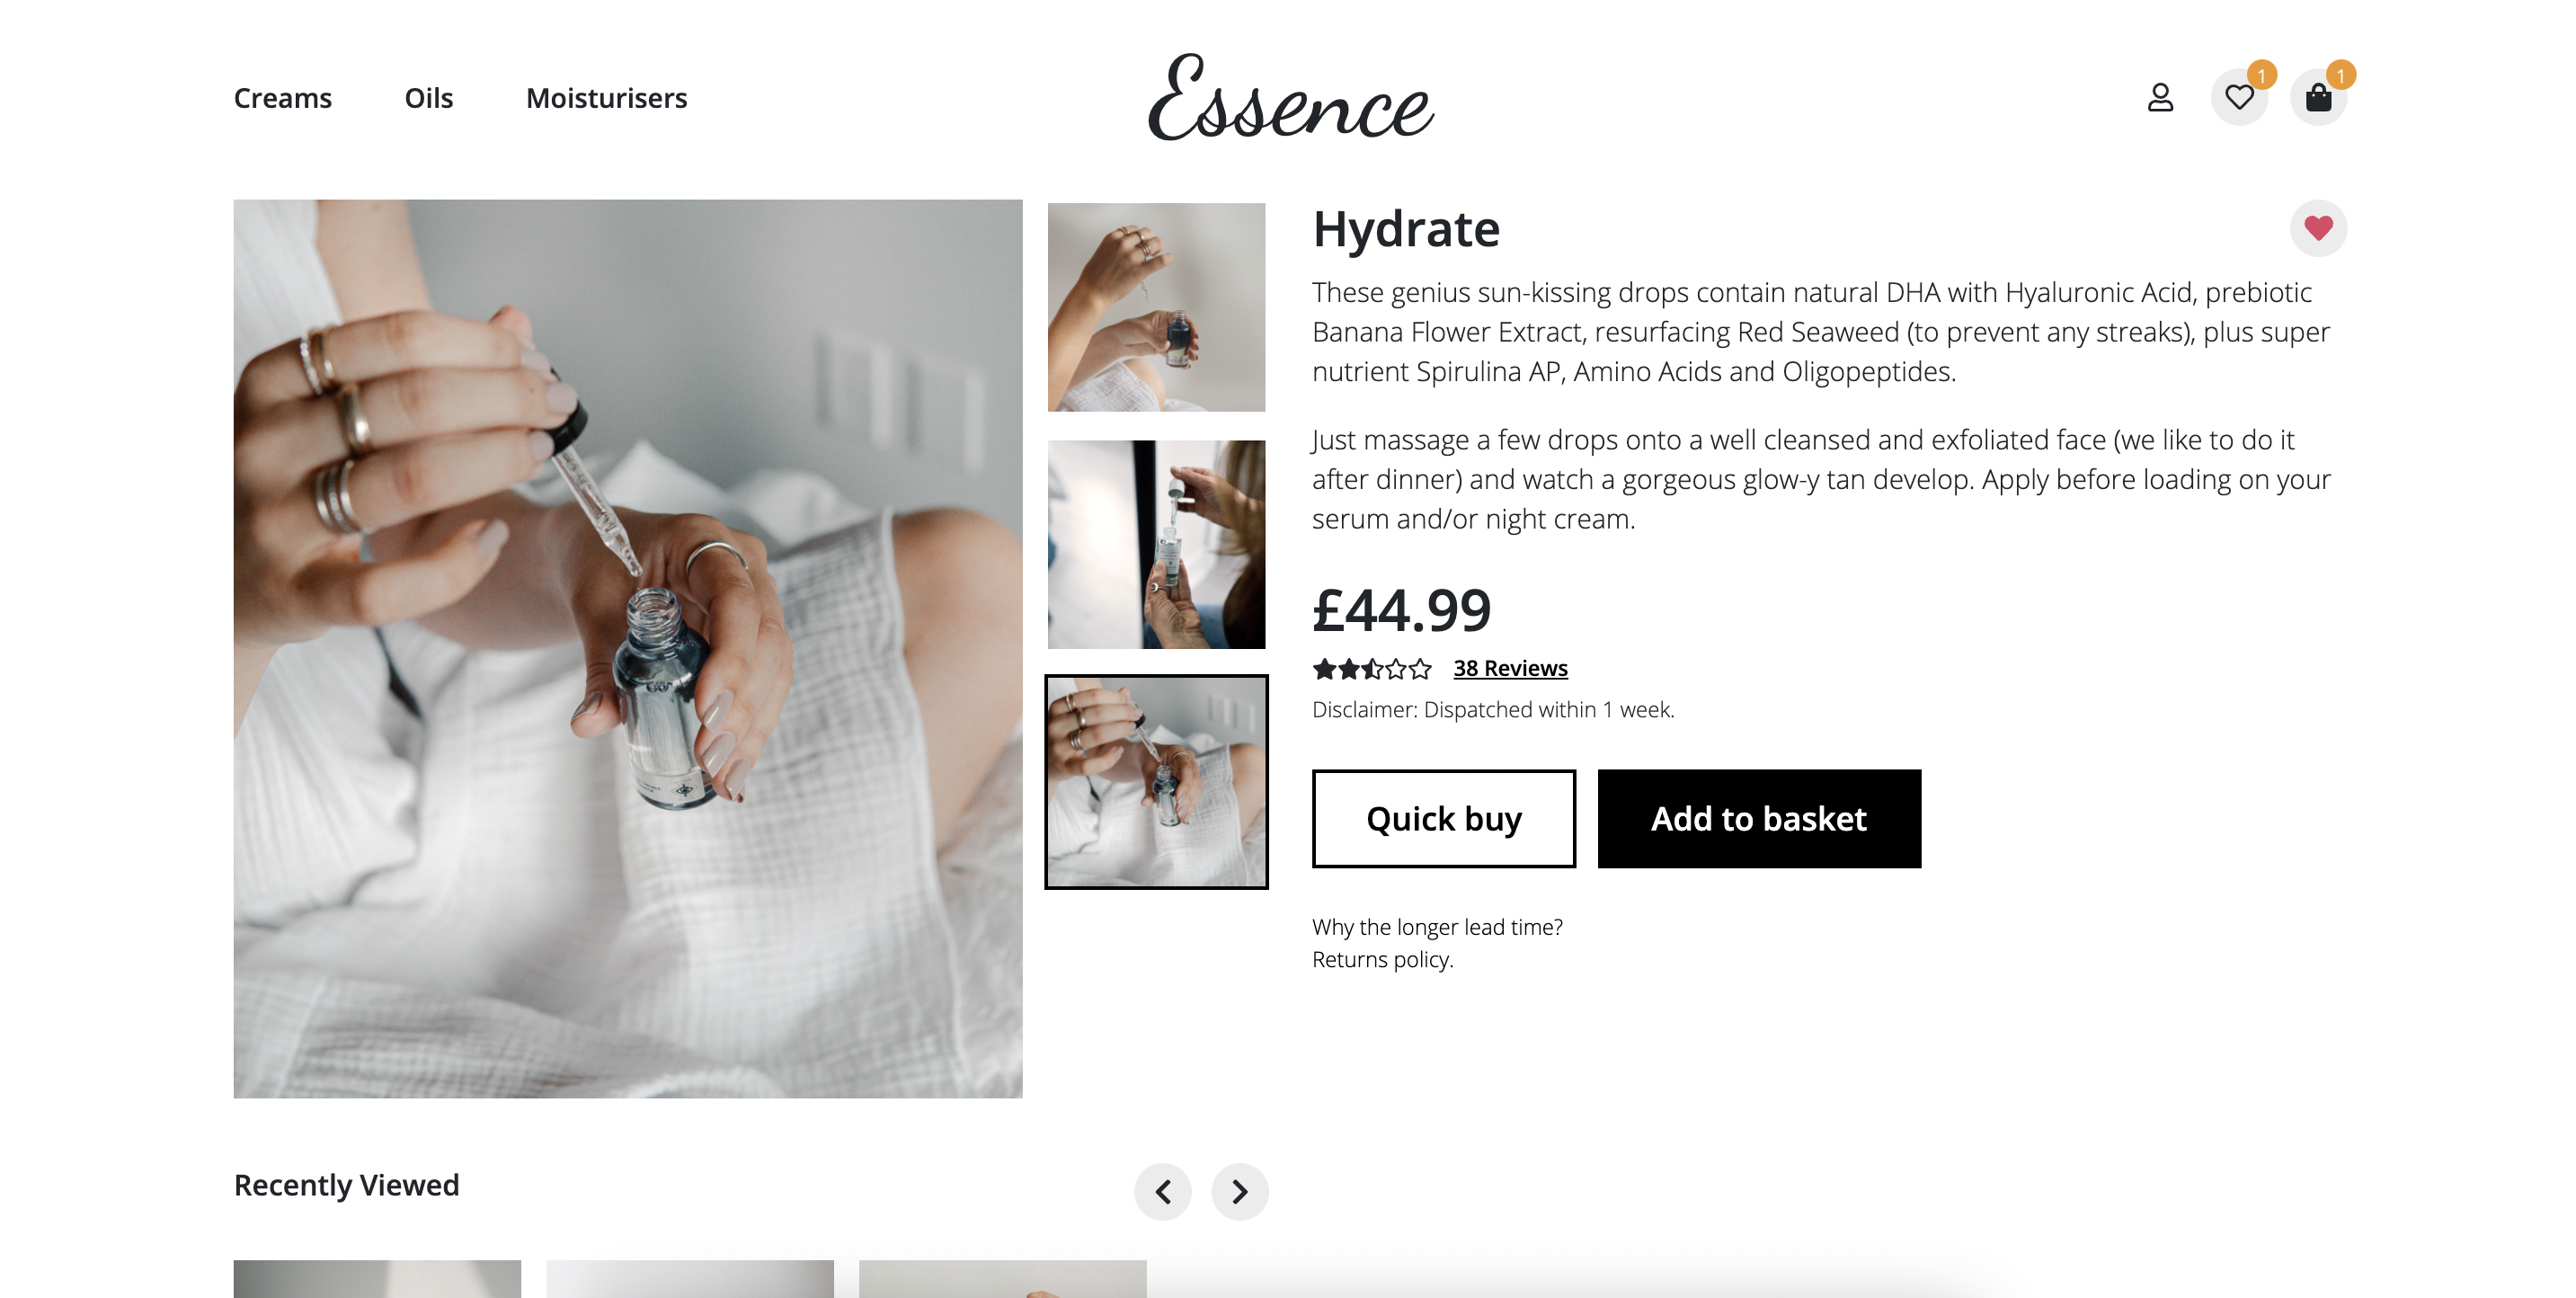 Creams Oils Moisturisers Essence 1 1
Hydrate
These genius sun-kissing drops contain natural DHA with Hyaluronic Acid, prebiotic
Banana Flower Extract, resurfacing Red Seaweed (to prevent any streaks), plus super
nutrient Spirulina AP, Amino Acids and Oligopeptides.
Just massage a few drops onto a well cleansed and exfoliated face (we like to do it
after dinner) and watch a gorgeous glow-y tan develop. Apply before loading on your
serum and/or night cream.
£44.99
38 Reviews
Disclaimer: Dispatched within 1 week.
Quick buy Add to basket
Why the longer lead time?
Returns policy.
Recently Viewed